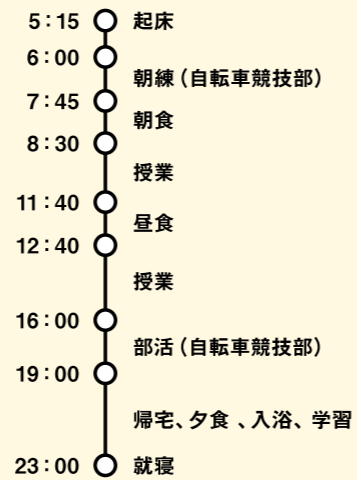 5：15 起床
6：00
朝練（自転車競技部）
7：45
朝食
8：30
授業
11：40
昼食
12：40
授業
16：00
部活（自転車競技部）
19：00
帰宅、夕食 、入浴、学習
23：00 就寝